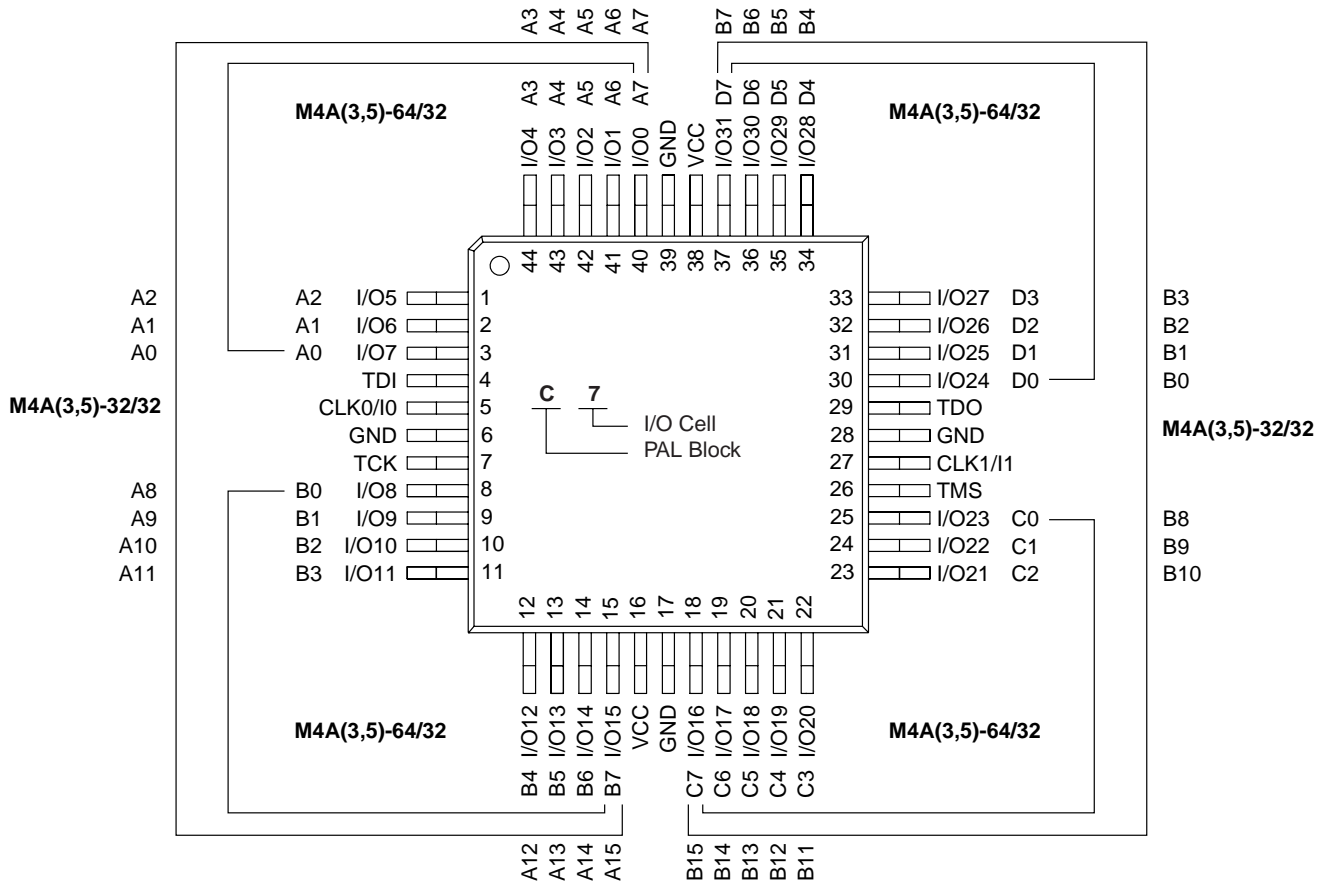 A3 A4 A5 A6 A7 B7 B6 B5 B4
A3 A4 A5 A6 A7 D7 D6 D5 D4
M4A(3,5)-64/32 M4A(3,5)-64/32
I/O4 I/O3 I/O2 I/O1 I/O0 GND VCC I/O31 I/O30 I/O29 I/O28
44 43 42 41 40 39 38 37 36 35 34
A2 A2 I/O5 1 33 I/O27 D3 B3
A1 A1 I/O6 2 32 I/O26 D2 B2
A0 A0 I/O7 3 31 I/O25 D1 B1
TDI 4 30 I/O24 D0 B0
M4A(3,5)-32/32 CLK0/I0 5 C 7 29 TDO
I/O Cell
GND 6 28 GND M4A(3,5)-32/32
PAL Block
TCK 7 27 CLK1/I1
A8 B0 I/O8 8 26 TMS
A9 B1 I/O9 9 25 I/O23 C0 B8
A10 B2 I/O10 10 24 I/O22 C1 B9
A11 B3 I/O11 11 23 I/O21 C2 B10
12 13 14 15 16 17 18 19 20 21 22
I/O12 I/O13 I/O14 I/O15 VCC GND I/O16 I/O17 I/O18 I/O19 I/O20
M4A(3,5)-64/32 M4A(3,5)-64/32
B4 B5 B6 B7 C7 C6 C5 C4 C3
A12 A13 A14 A15 B15 B14 B13 B12 B11